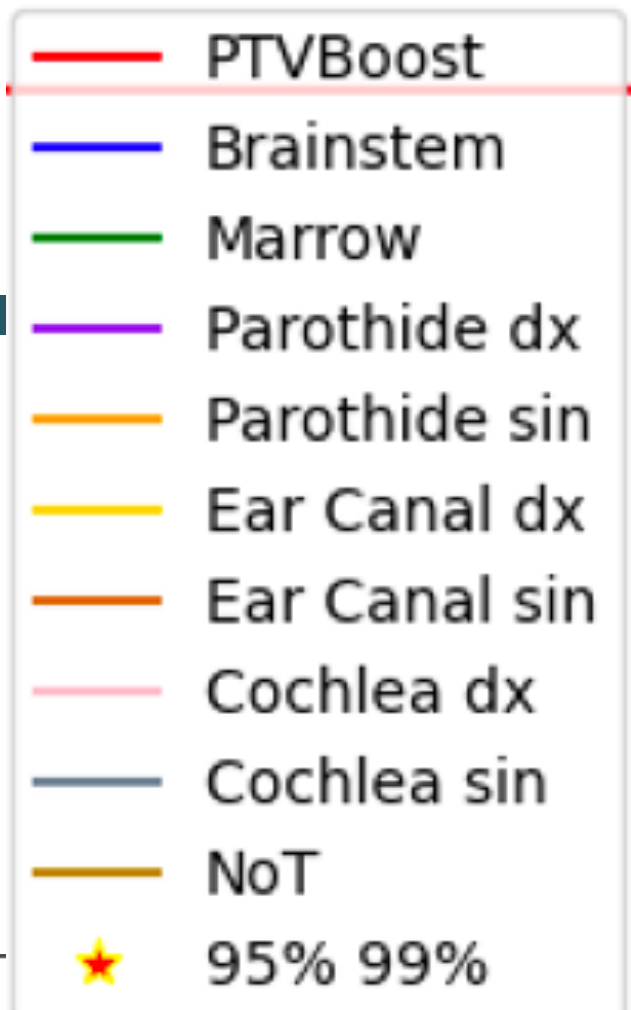 PTVBoost
Brainstem
Marrow
Parothide dx
Parothide sin
Ear Canal dx
Ear Canal sin
Cochlea dx
Cochlea sin
NoT
95% 99%